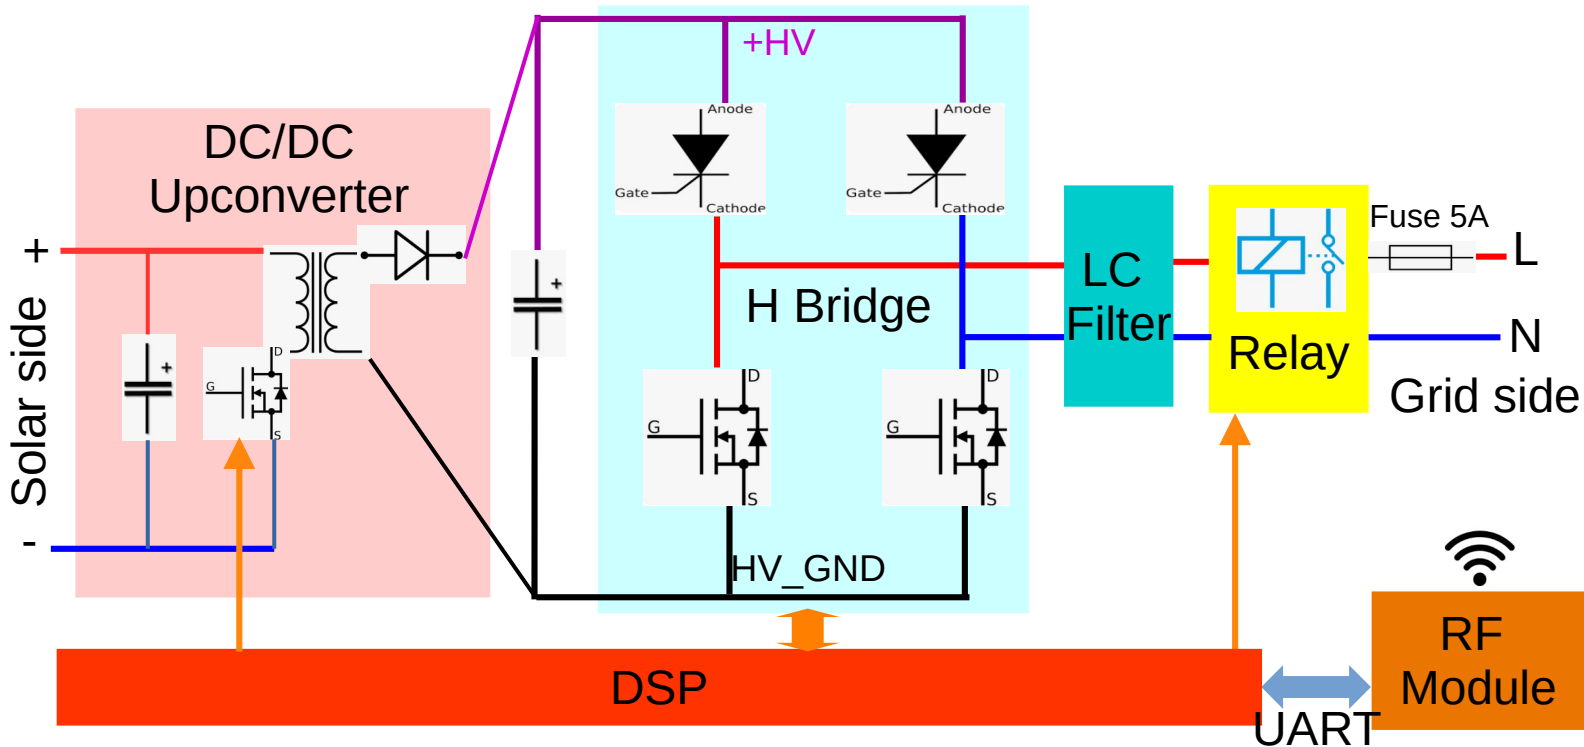 +HV
DC/DC
Upconverter
Anode
Gate
Cathode
Anode
Gate
Cathode
+
Solar side
-
+
G
D
S
+
H Bridge
LC
Filter
Relay
Fuse 5A
L
N
Grid side
G
D
S
G
D
S
HV_GND
DSP
UART
RF
Module